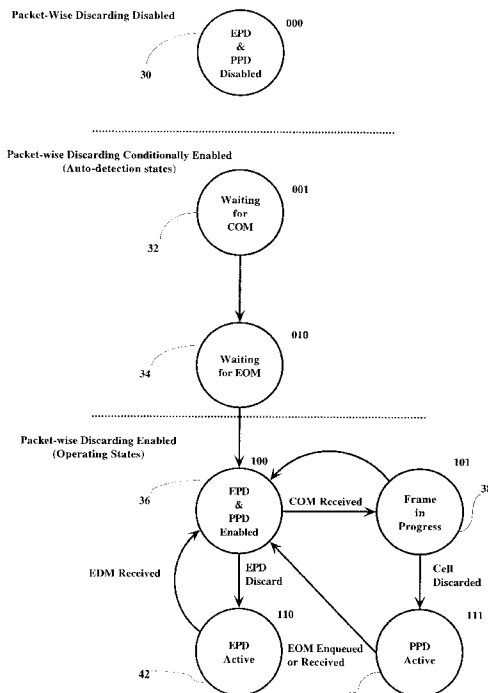 Packet-Wise Discarding Disabled
000
EPD
&
PPD
Disabled
30
Packet-wise Discarding Conditionally Enabled
(Auto-detection states)
001
Waiting
for
COM
32
010
Waiting
for EOM
34
Packet-wise Discarding Enabled
(Operating States)
100
101
36
EPD
&
PPD
Enabled
COM Received
Frame
in
Progress
38
EDM Received
EPD
Discard
Cell
Discarded
110
111
EPD
Active
EOM Enqueued
or Received
PPD
Active
42